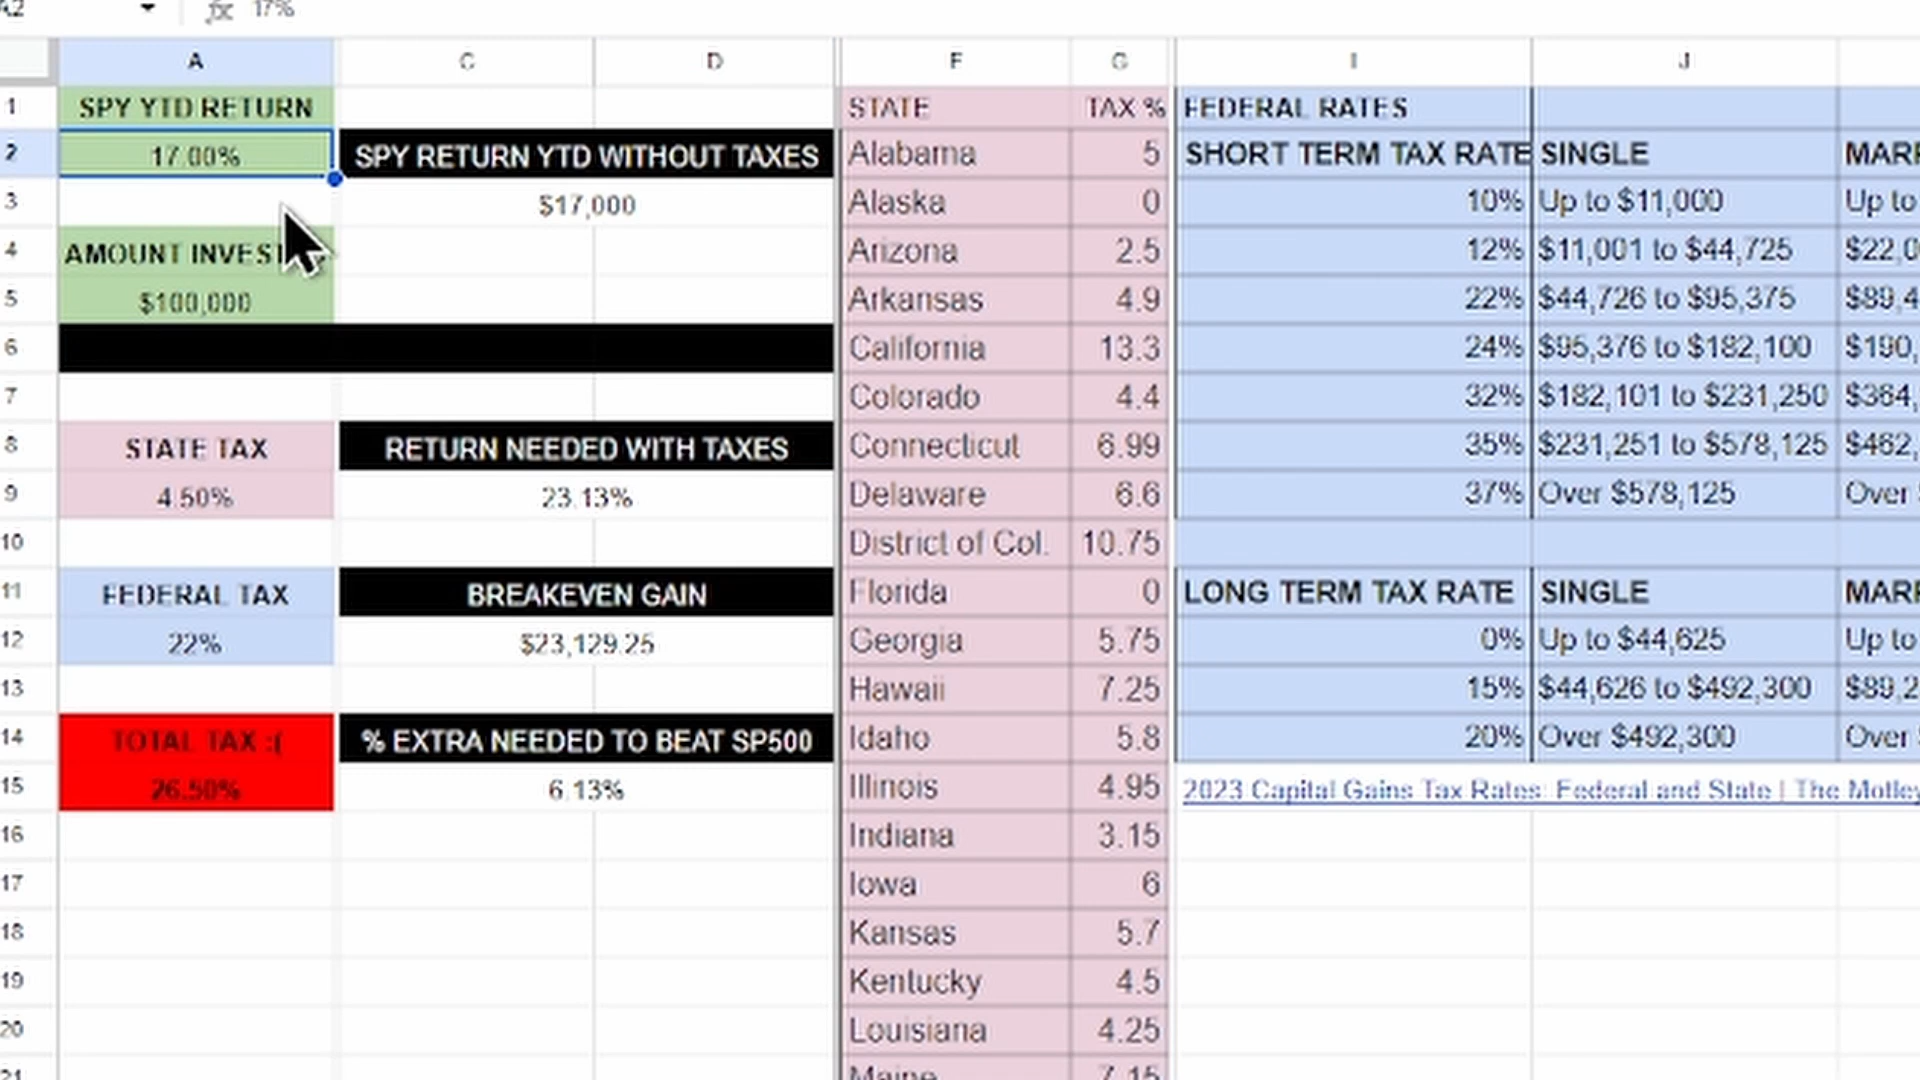 A2 fx 17%
A C D F G I J
1 SPY YTD RETURN STATE TAX % FEDERAL RATES
2 17.00% SPY RETURN YTD WITHOUT TAXES Alabama 5 SHORT TERM TAX RATE SINGLE
3 $17,000 Alaska 0 10% Up to $11,000 Up to
4 AMOUNT Arizona 2.5 12% $11,001 to $44,725
5 $100,000 Arkansas 4.9 22% $44,726 to $95,375
6 California 13.3 24% $95,376 to $182,100 $190,
7 Colorado 4.4 32% $182,101 to $231,250 $364,
8 STATE TAX RETURN NEEDED WITH TAXES Connecticut 6.99 35% $231,251 to $578,125 $462,
9 4.50% 23.13% Delaware 6.6 37% Over $578,125 Over
10 District of Col. 10.75
11 FEDERAL TAX BREAKEVEN GAIN Florida 0 LONG TERM TAX RATE SINGLE
12 22% $23,129.25 Georgia 5.75 0% Up to $44,625 Up to
13 Hawaii 7.25 15% $44,626 to $492,300
14 TOTAL TAX :( % EXTRA NEEDED TO BEAT SP500 Idaho 5.8 20% Over $492,300 Over
15 26.50% 6.13% Illinois 4.95 2023 Capital Gains Tax Rates: Federal and State | The Motley
16 Indiana 3.15
17 Iowa 6
18 Kansas 5.7
19 Kentucky 4.5
20 Louisiana 4.25
21 Maine 7.15